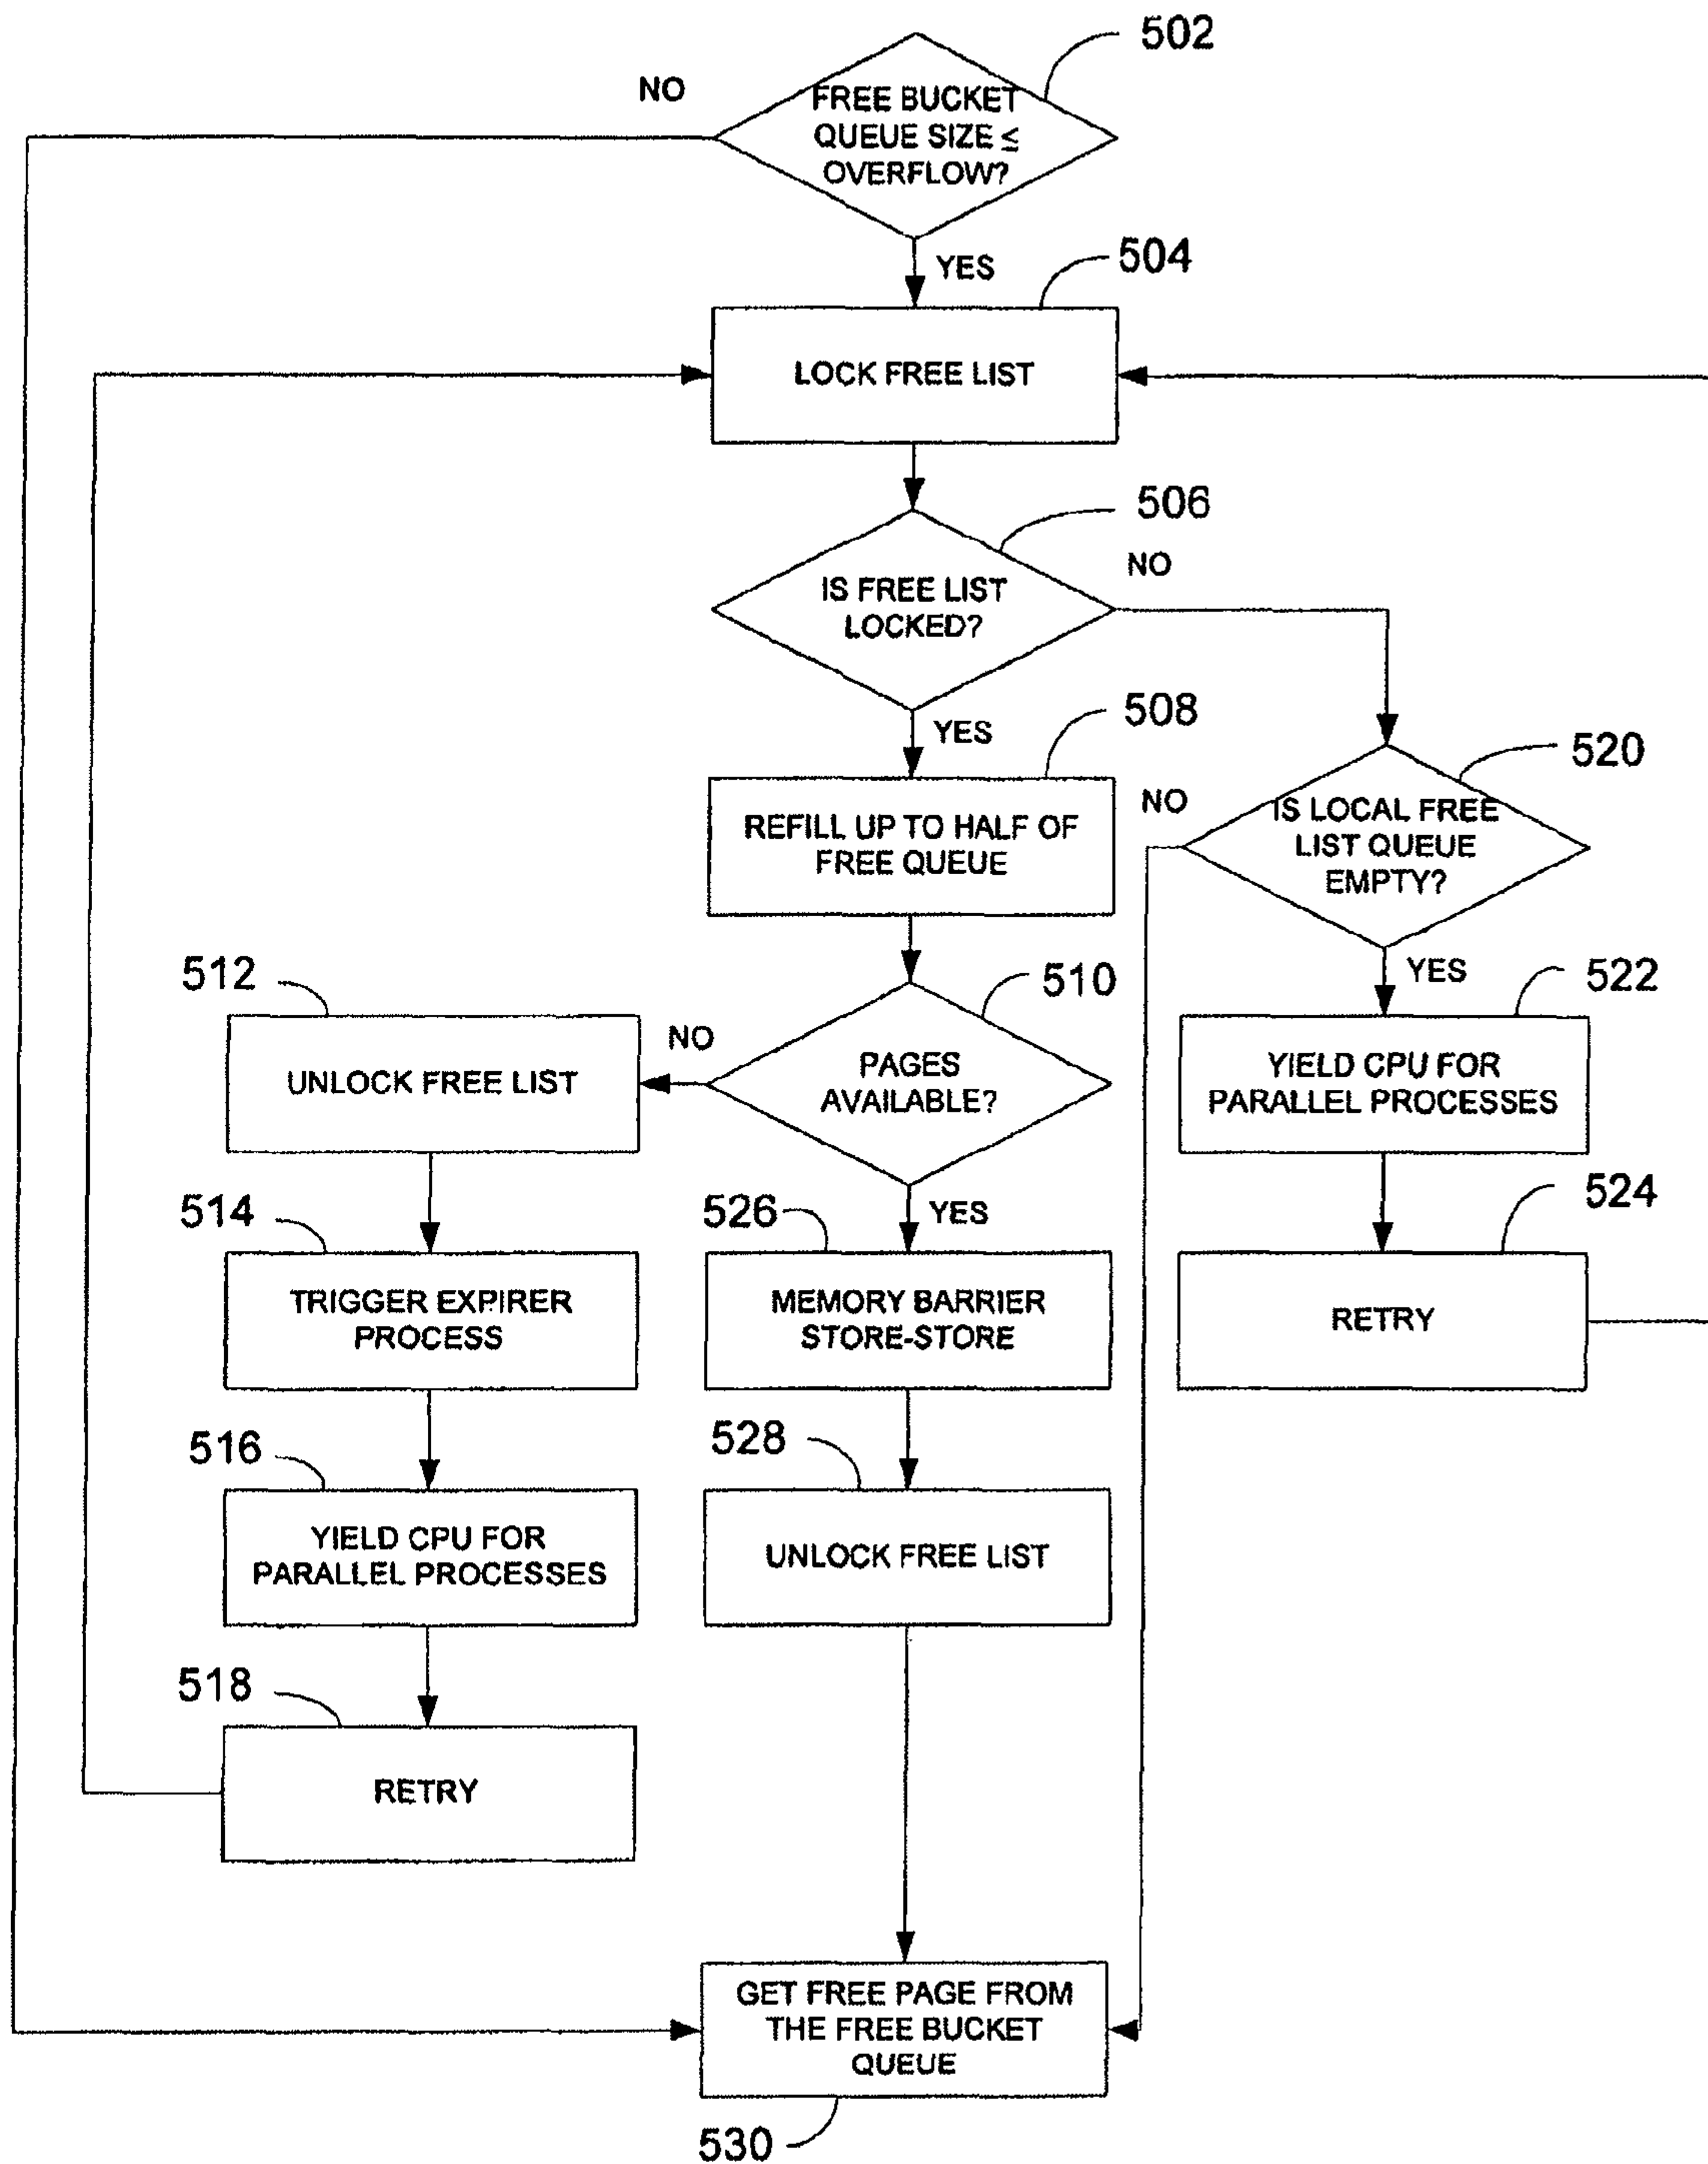 502
NO
FREE BUCKET
QUEUE SIZE ≤
OVERFLOW?
YES
504
LOCK FREE LIST
506
NO
IS FREE LIST
LOCKED?
YES
508
520
REFILL UP TO HALF OF
FREE QUEUE
NO
IS LOCAL FREE
LIST QUEUE
EMPTY?
YES
512
510
522
NO
UNLOCK FREE LIST
PAGES
AVAILABLE?
YIELD CPU FOR
PARALLEL PROCESSES
514
526
YES
524
TRIGGER EXPIRER
PROCESS
MEMORY BARRIER
STORE-STORE
RETRY
516
528
YIELD CPU FOR
PARALLEL PROCESSES
UNLOCK FREE LIST
518
RETRY
GET FREE PAGE FROM
THE FREE BUCKET
QUEUE
530